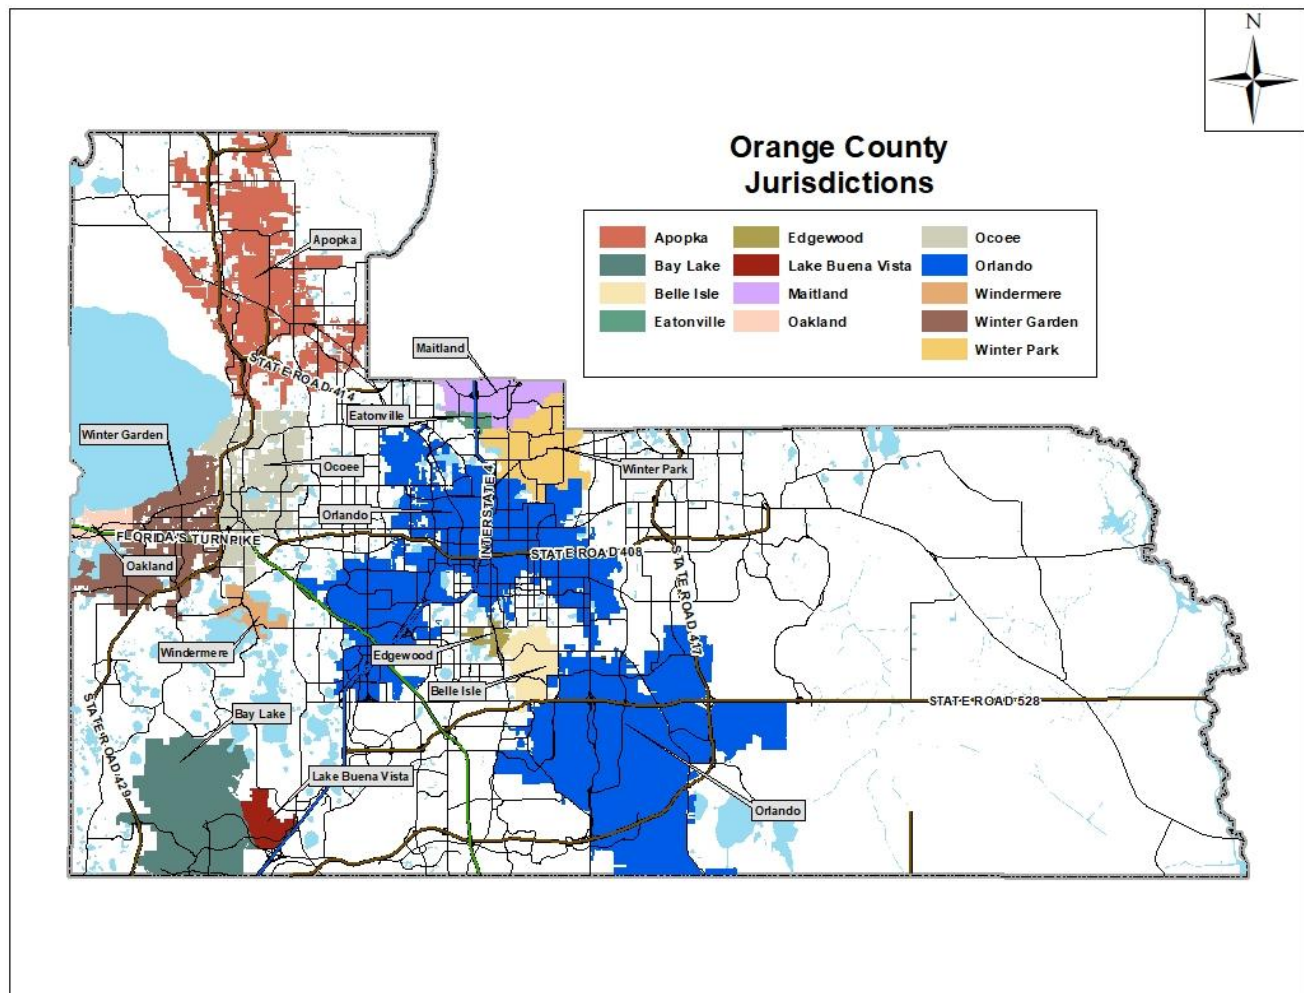 N
Orange County
Jurisdictions
Apopka
Edgewood
Ocoee
Bay Lake
Lake Buena Vista
Orlando
Belle Isle
Maitland
Windermere
Eatonville
Oakland
Winter Garden
Winter Park
Apopka
Maitland
STATE ROAD 414
Eatonville
Winter Garden
Ocoee
Winter Park
Orlando
INTERSTATE 4
FLORIDA'S TURNPIKE
STATE ROAD 408
Oakland
STATE ROAD 417
Windermere
Edgewood
Belle Isle
STATE ROAD 528
Bay Lake
STATE ROAD 429
Lake Buena Vista
Orlando